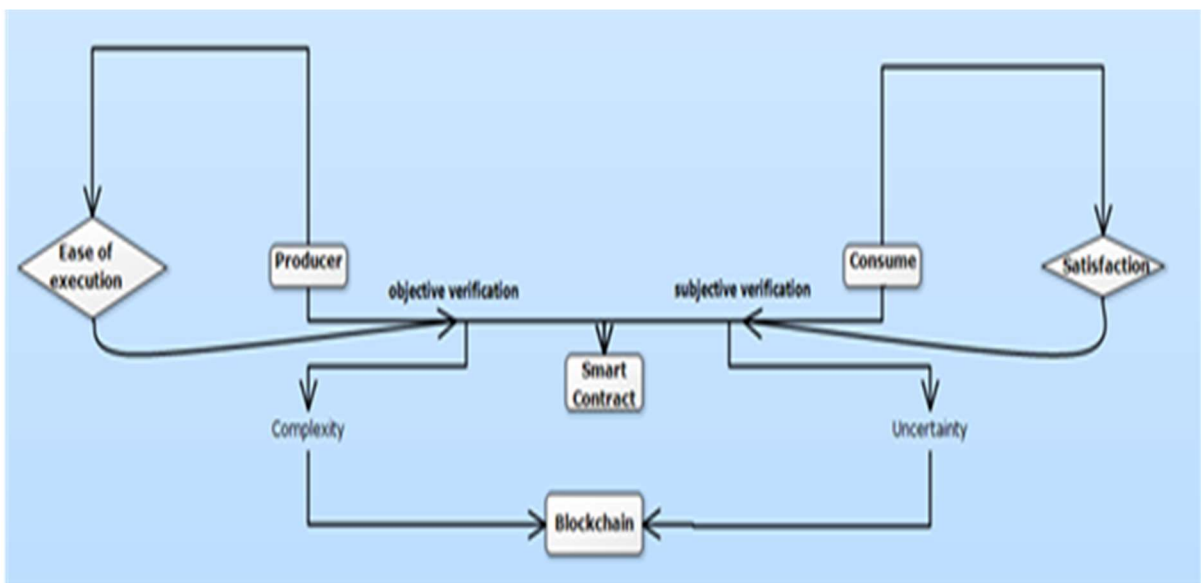 Ease of
execution
Producer
objective verification
subjective verification
Consume
Satisfaction
Smart
Contract
Complexity
Uncertainty
Blockchain